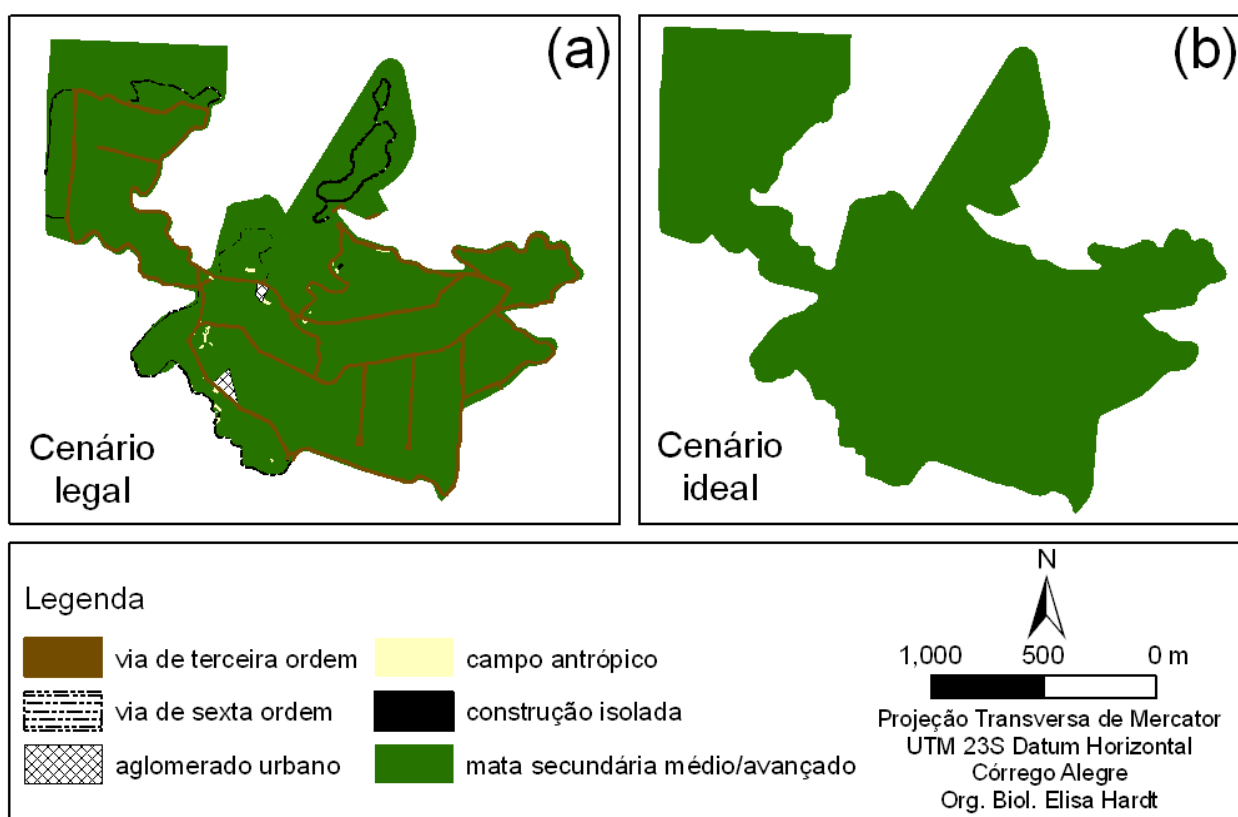 (a)
Cenário
legal
(b)
Cenário
ideal
Legenda
via de terceira ordem
via de sexta ordem
aglomerado urbano
campo antrópico
construção isolada
mata secundária médio/avançado
N
1,000 500 0 m
Projeção Transversa de Mercator
UTM 23S Datum Horizontal
Córrego Alegre
Org. Biol. Elisa Hardt